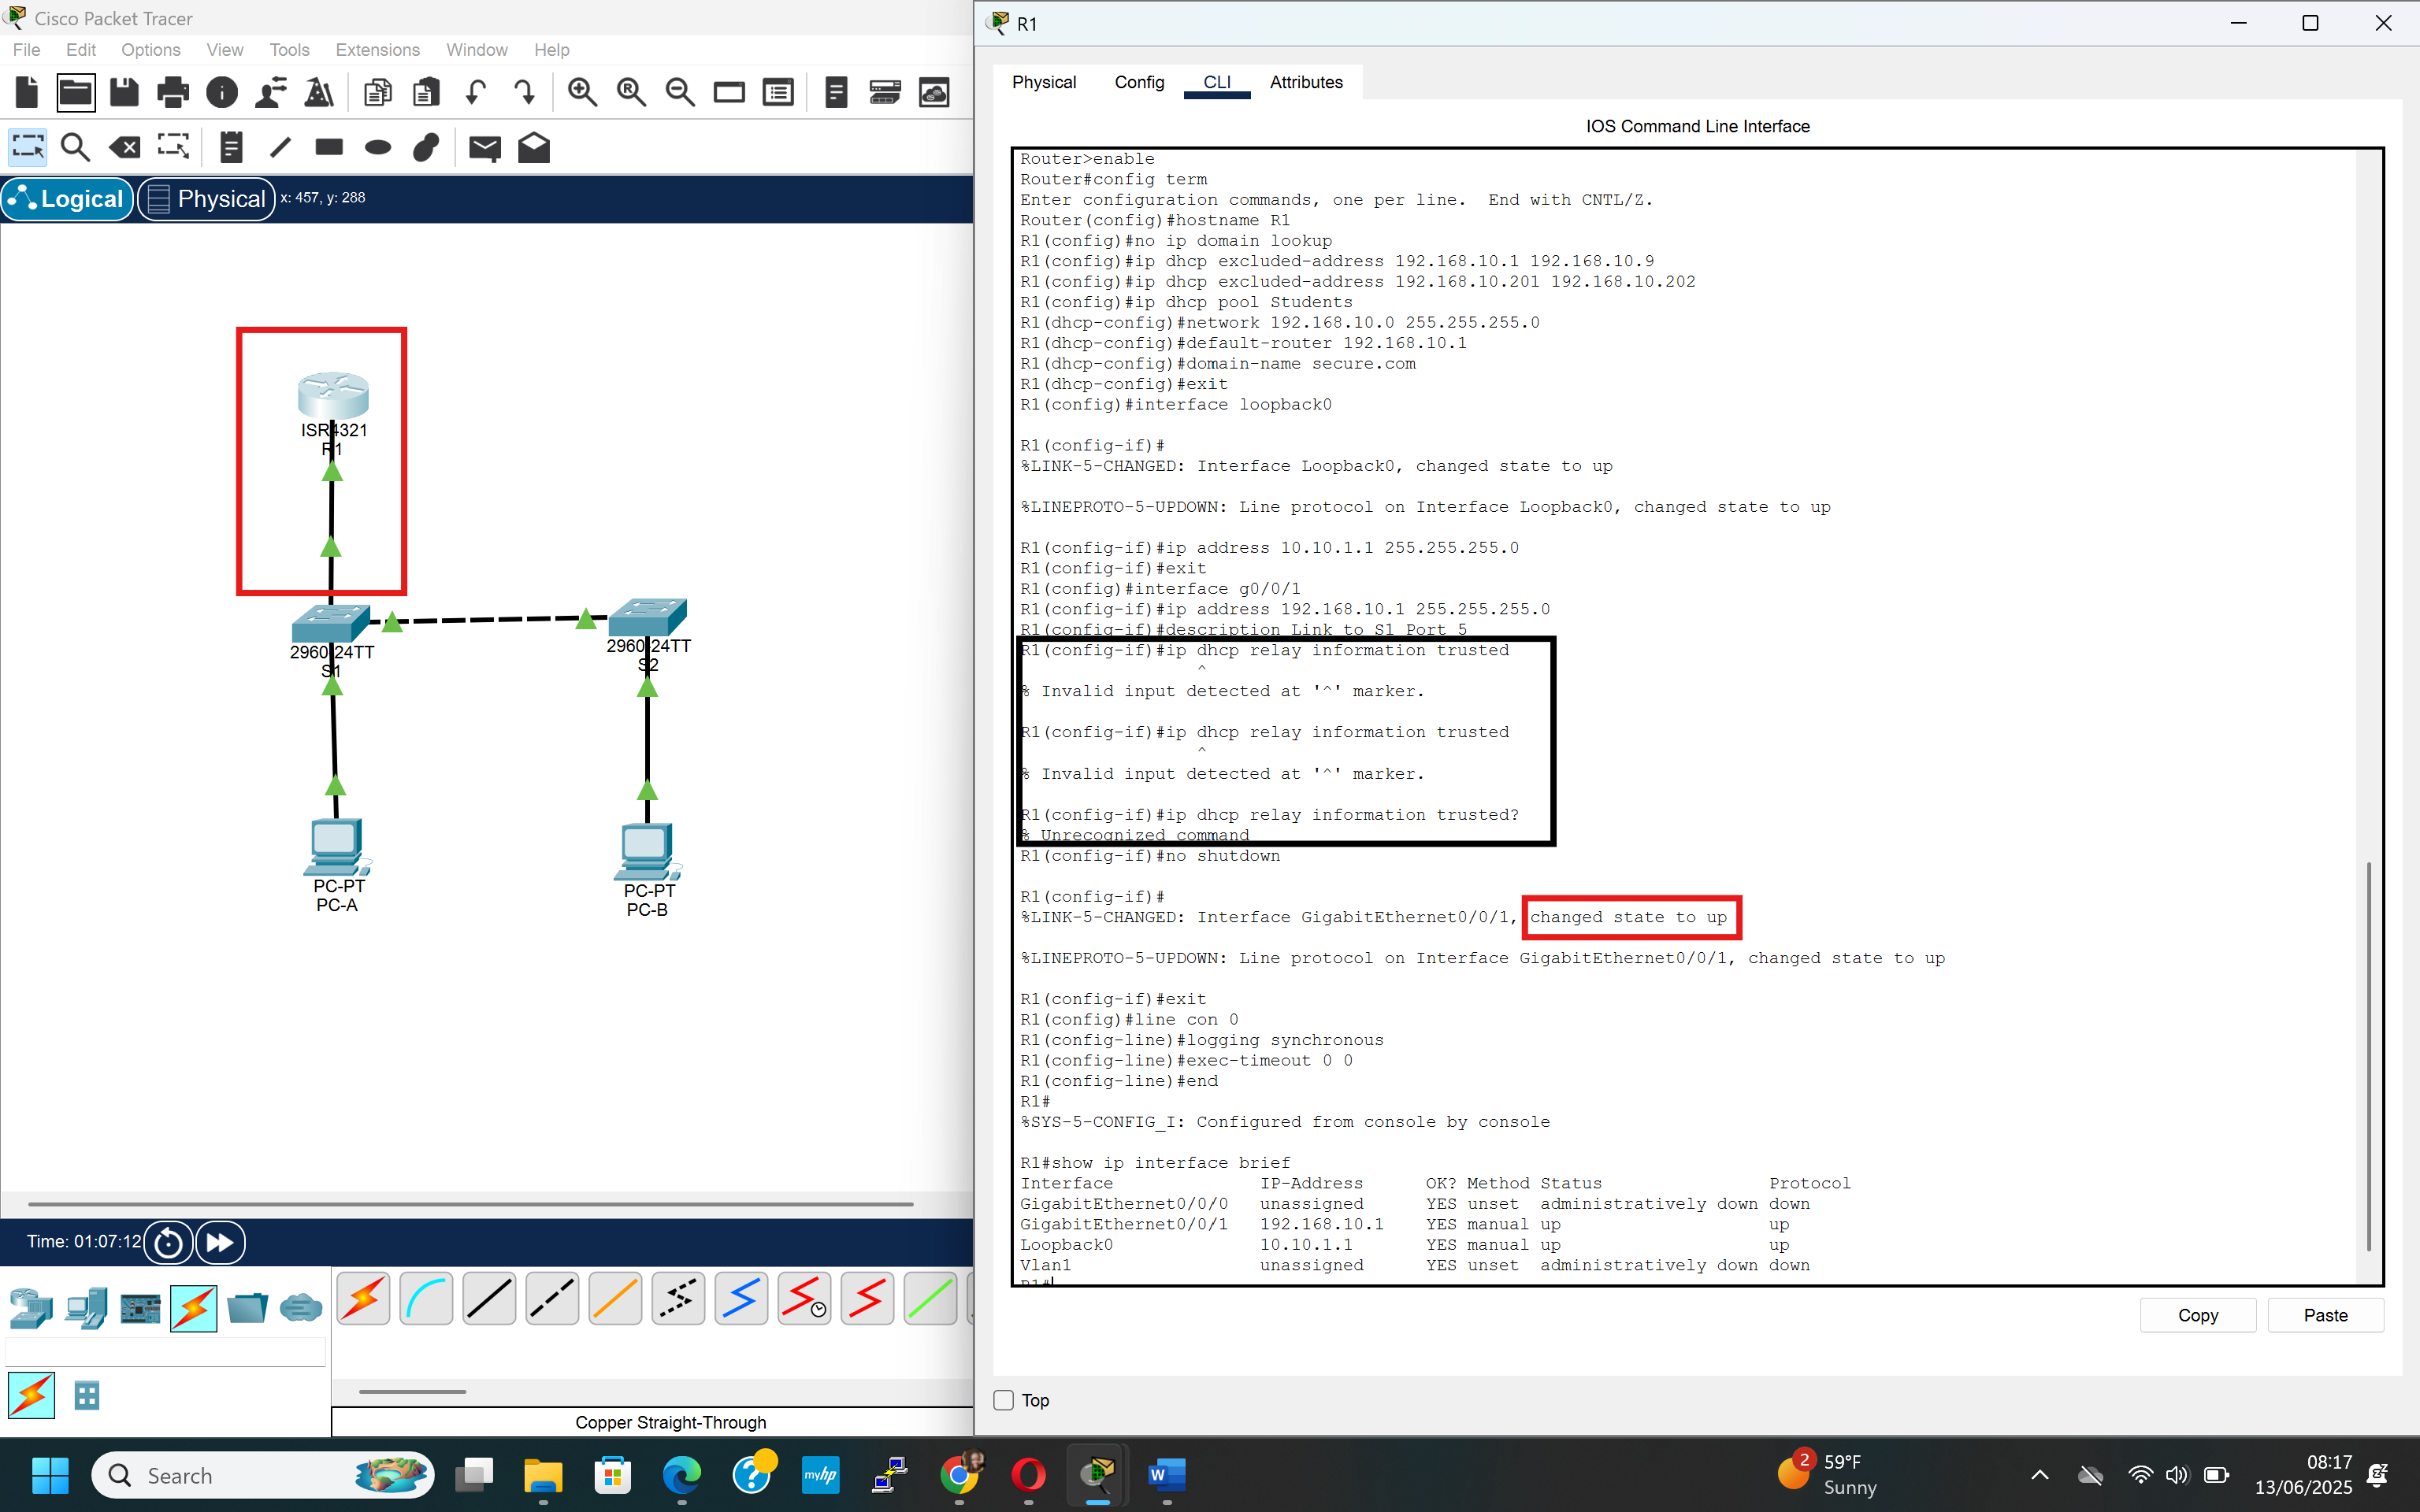 Cisco Packet Tracer
File Edit Options View Tools Extensions Window Help
Logical Physical x: 457, y: 288
ISR4321
R1
2960-24TT
S1
2960-24TT
S2
PC-PT
PC-A
PC-PT
PC-B
Time: 01:07:12
Copper Straight-Through
R1
Physical Config CLI Attributes
IOS Command Line Interface
Router>enable
Router#config term
Enter configuration commands, one per line.  End with CNTL/Z.
Router(config)#hostname R1
R1(config)#no ip domain lookup
R1(config)#ip dhcp excluded-address 192.168.10.1 192.168.10.9
R1(config)#ip dhcp excluded-address 192.168.10.201 192.168.10.202
R1(config)#ip dhcp pool Students
R1(dhcp-config)#network 192.168.10.0 255.255.255.0
R1(dhcp-config)#default-router 192.168.10.1
R1(dhcp-config)#domain-name secure.com
R1(dhcp-config)#exit
R1(config)#interface loopback0
R1(config-if)#
%LINK-5-CHANGED: Interface Loopback0, changed state to up
%LINEPROTO-5-UPDOWN: Line protocol on Interface Loopback0, changed state to up
R1(config-if)#ip address 10.10.1.1 255.255.255.0
R1(config-if)#exit
R1(config)#interface g0/0/1
R1(config-if)#ip address 192.168.10.1 255.255.255.0
R1(config-if)#description Link to S1 Port 5
R1(config-if)#ip dhcp relay information trusted
^
% Invalid input detected at '^' marker.
R1(config-if)#ip dhcp relay information trusted
^
% Invalid input detected at '^' marker.
R1(config-if)#ip dhcp relay information trusted?
% Unrecognized command
R1(config-if)#no shutdown
R1(config-if)#
%LINK-5-CHANGED: Interface GigabitEthernet0/0/1, changed state to up
%LINEPROTO-5-UPDOWN: Line protocol on Interface GigabitEthernet0/0/1, changed state to up
R1(config-if)#exit
R1(config)#line con 0
R1(config-line)#logging synchronous
R1(config-line)#exec-timeout 0 0
R1(config-line)#end
R1#
%SYS-5-CONFIG_I: Configured from console by console
R1#show ip interface brief
Interface IP-Address OK? Method Status Protocol
GigabitEthernet0/0/0 unassigned YES unset administratively down down
GigabitEthernet0/0/1 192.168.10.1 YES manual up up
Loopback0 10.10.1.1 YES manual up up
Vlan1 unassigned YES unset administratively down down
R1#
Copy Paste
Top
Search
myhp
W
2
59°F
Sunny
08:17
13/06/2025